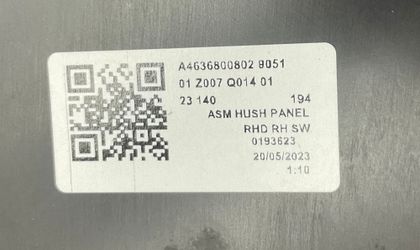 A4636800802 9051
01 Z007 Q014 01
23 140 194
ASM HUSH PANEL
RHD RH SW
0193623
20/05/2023
1:10